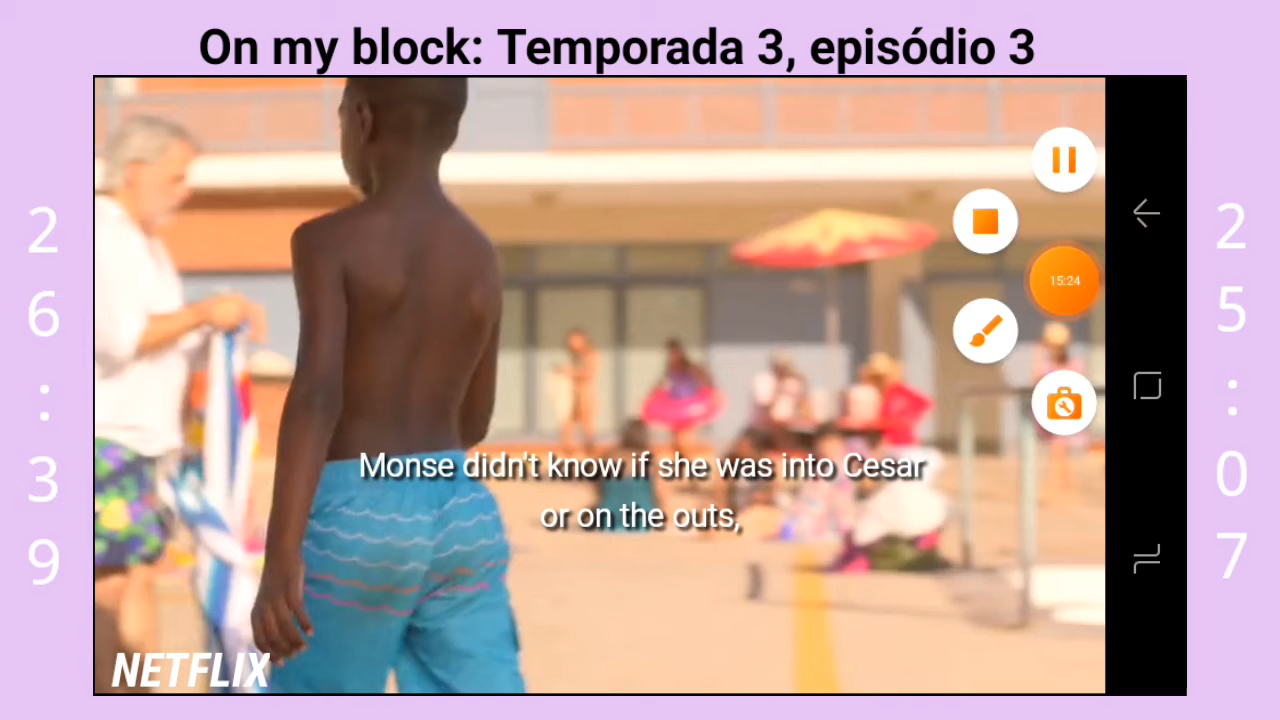 On my block: Temporada 3, episódio 3
26:39
25:07
15:24
Monse didn't know if she was into Cesar
or on the outs,
NETFLIX